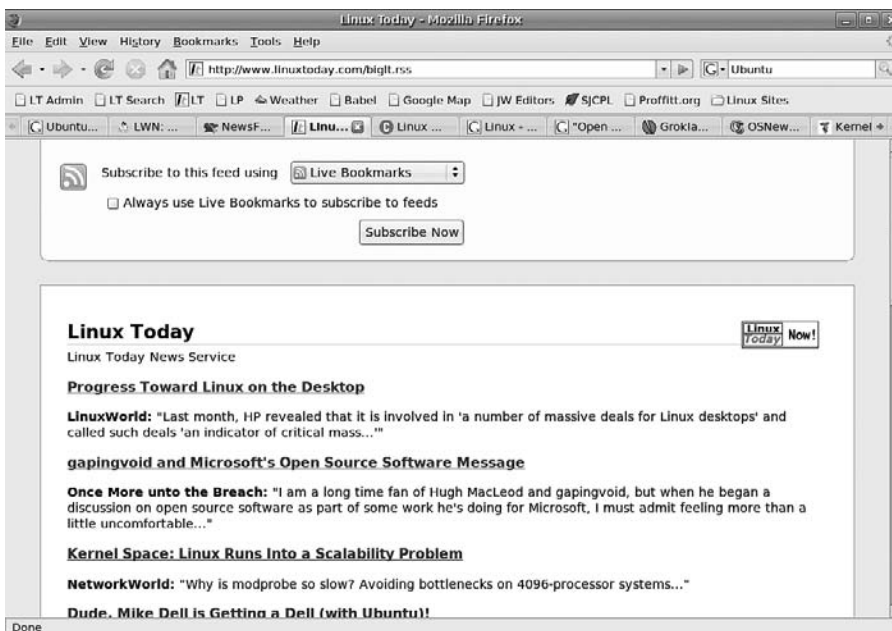 Linux Today - Mozilla Firefox
File Edit View History Bookmarks Tools Help
http://www.linuxtoday.com/biglt.rss Ubuntu
LT Admin LT Search LT LP Weather Babel Google Map JW Editors SJCPL Proffitt.org Linux Sites
Ubuntu... LWN: ... NewsF... Linu... Linux ... Linux - ... "Open ... Grokla... OSNew... Kernel
Subscribe to this feed using Live Bookmarks
Always use Live Bookmarks to subscribe to feeds
Subscribe Now
Linux Today
Linux Today Now!
Linux Today News Service
Progress Toward Linux on the Desktop
LinuxWorld: "Last month, HP revealed that it is involved in 'a number of massive deals for Linux desktops' and
called such deals 'an indicator of critical mass...'"
gapingvoid and Microsoft's Open Source Software Message
Once More unto the Breach: "I am a long time fan of Hugh MacLeod and gapingvoid, but when he began a
discussion on open source software as part of some work he's doing for Microsoft, I must admit feeling more than a
little uncomfortable..."
Kernel Space: Linux Runs Into a Scalability Problem
NetworkWorld: "Why is modprobe so slow? Avoiding bottlenecks on 4096-processor systems..."
Dude, Mike Dell is Getting a Dell (with Ubuntu)!
Done